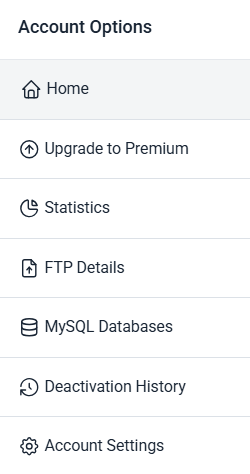 Account Options
Home
Upgrade to Premium
Statistics
FTP Details
MySQL Databases
Deactivation History
Account Settings